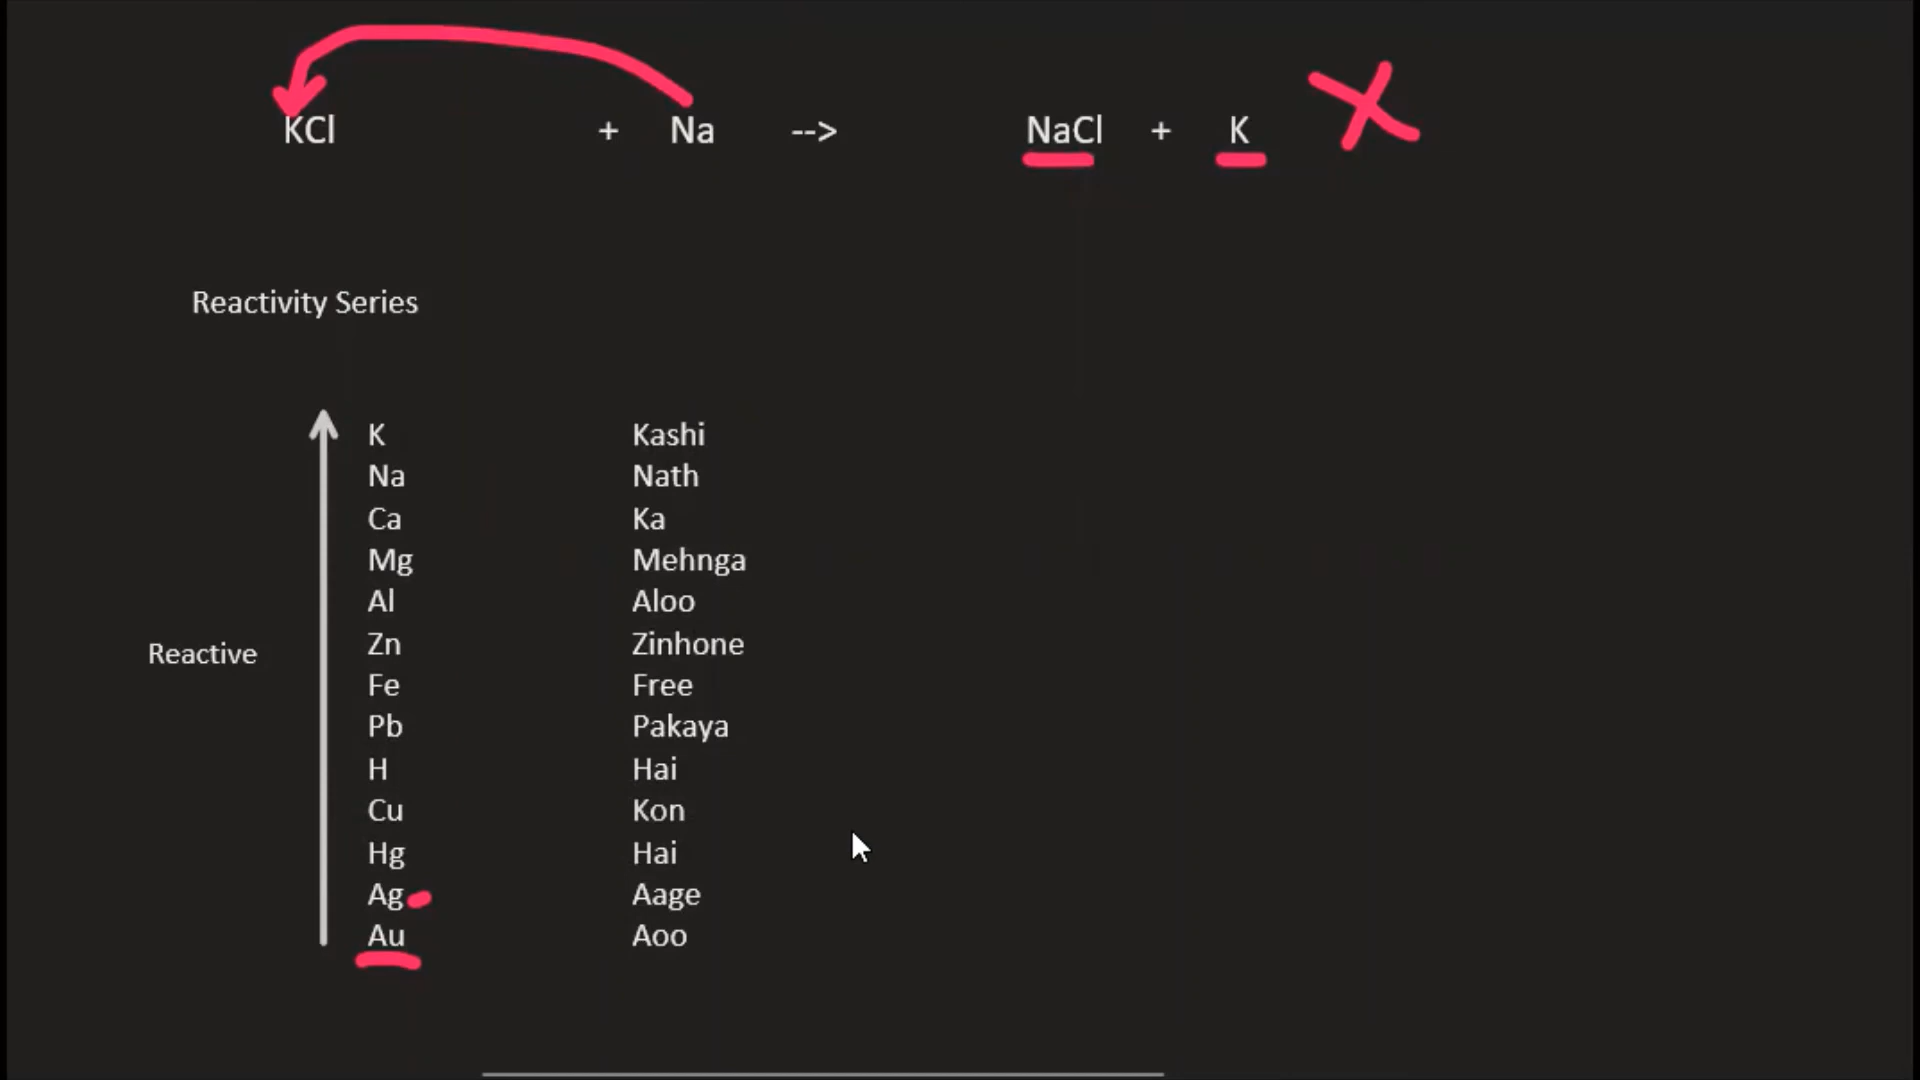 KCl + Na --> NaCl + K
Reactivity Series
K Kashi
Na Nath
Ca Ka
Mg Mehnga
Al Aloo
Zn Zinhone
Reactive
Fe Free
Pb Pakaya
H Hai
Cu Kon
Hg Hai
Ag Aage
Au Aoo